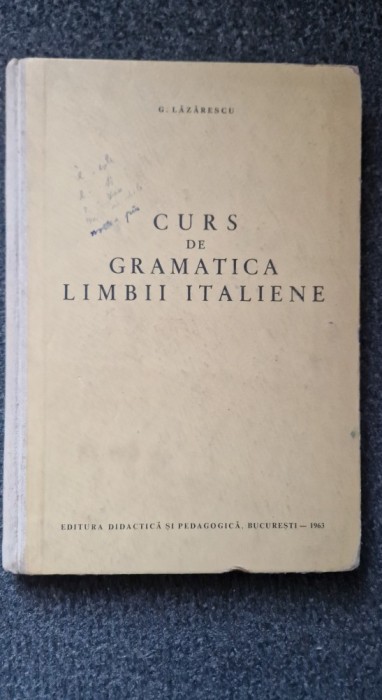 G. LĂZĂRESCU
CURS
DE
GRAMATICA
LIMBII ITALIENE
EDITURA DIDACTICĂ ȘI PEDAGOGICĂ, BUCUREȘTI — 1963